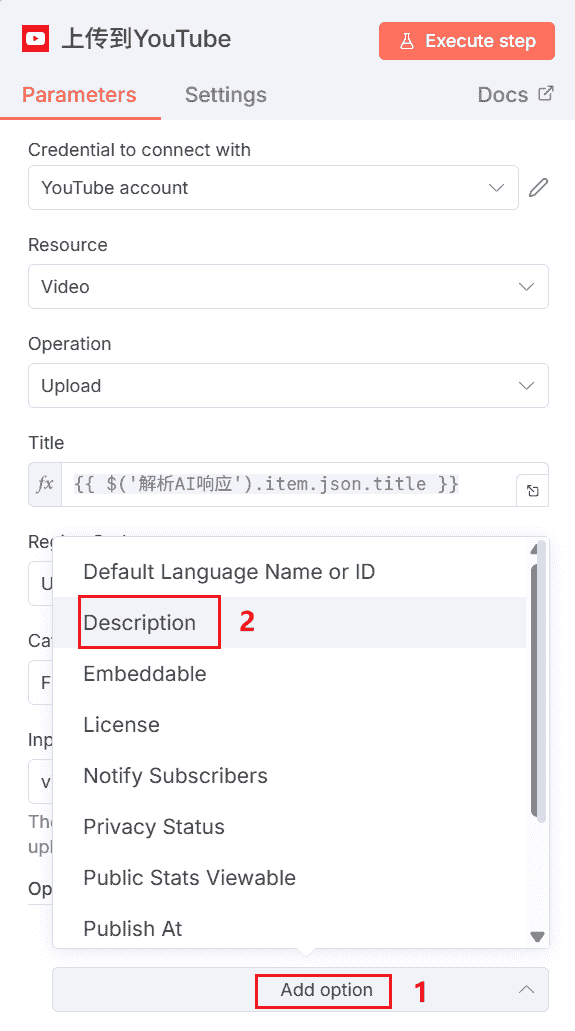 上传到YouTube
Execute step
Parameters
Settings
Docs
Credential to connect with
YouTube account
Resource
Video
Operation
Upload
Title
fx
{{ $('解析AI响应').item.json.title }}
Default Language Name or ID
Description
2
Embeddable
License
Notify Subscribers
Privacy Status
Public Stats Viewable
Publish At
Add option
1